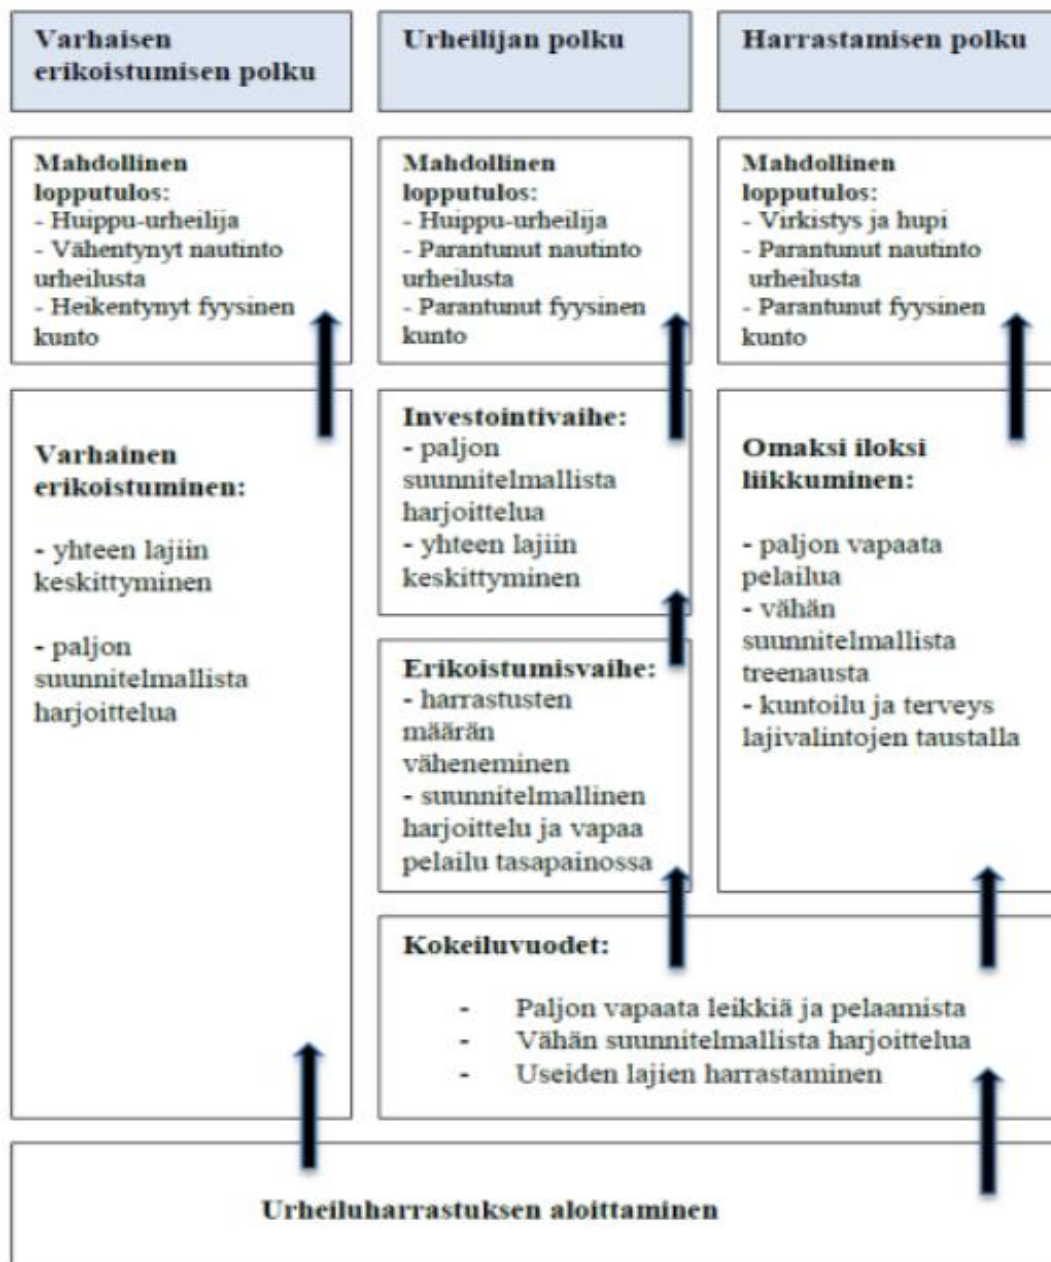 Varhaisen
erikoistumisen polku
Urheilijan polku
Harrastamisen polku
Mahdollinen
lopputulos:
- Huippu-urheilija
- Vähentynyt nautinto
urheilusta
- Heikentynyt fyysinen
kunto
Mahdollinen
lopputulos:
- Huippu-urheilija
- Parantunut nautinto
urheilusta
- Parantunut fyysinen
kunto
Mahdollinen
lopputulos:
- Virkistys ja hupi
- Parantunut nautinto
urheilusta
- Parantunut fyysinen
kunto
Varhainen
erikoistuminen:
- yhteen lajiin
keskittyminen
- paljon
suunnitelmallista
harjoittelua
Investointivaihe:
- paljon
suunnitelmallista
harjoittelua
- yhteen lajiin
keskittyminen
Erikoistumisvaihe:
- harrastusten
määrän
väheneminen
- suunnitelmallinen
harjoittelu ja vapaa
pelailu tasapainossa
Omaksi iloksi
liikkuminen:
- paljon vapaata
pelailua
- vähän
suunnitelmallista
treenausta
- kuntoilu ja terveys
lajivalintojen taustalla
Kokeiluvuodet:
- Paljon vapaata leikkiä ja pelaamista
- Vähän suunnitelmallista harjoittelua
- Useiden lajien harrastaminen
Urheiluharrastuksen aloittaminen